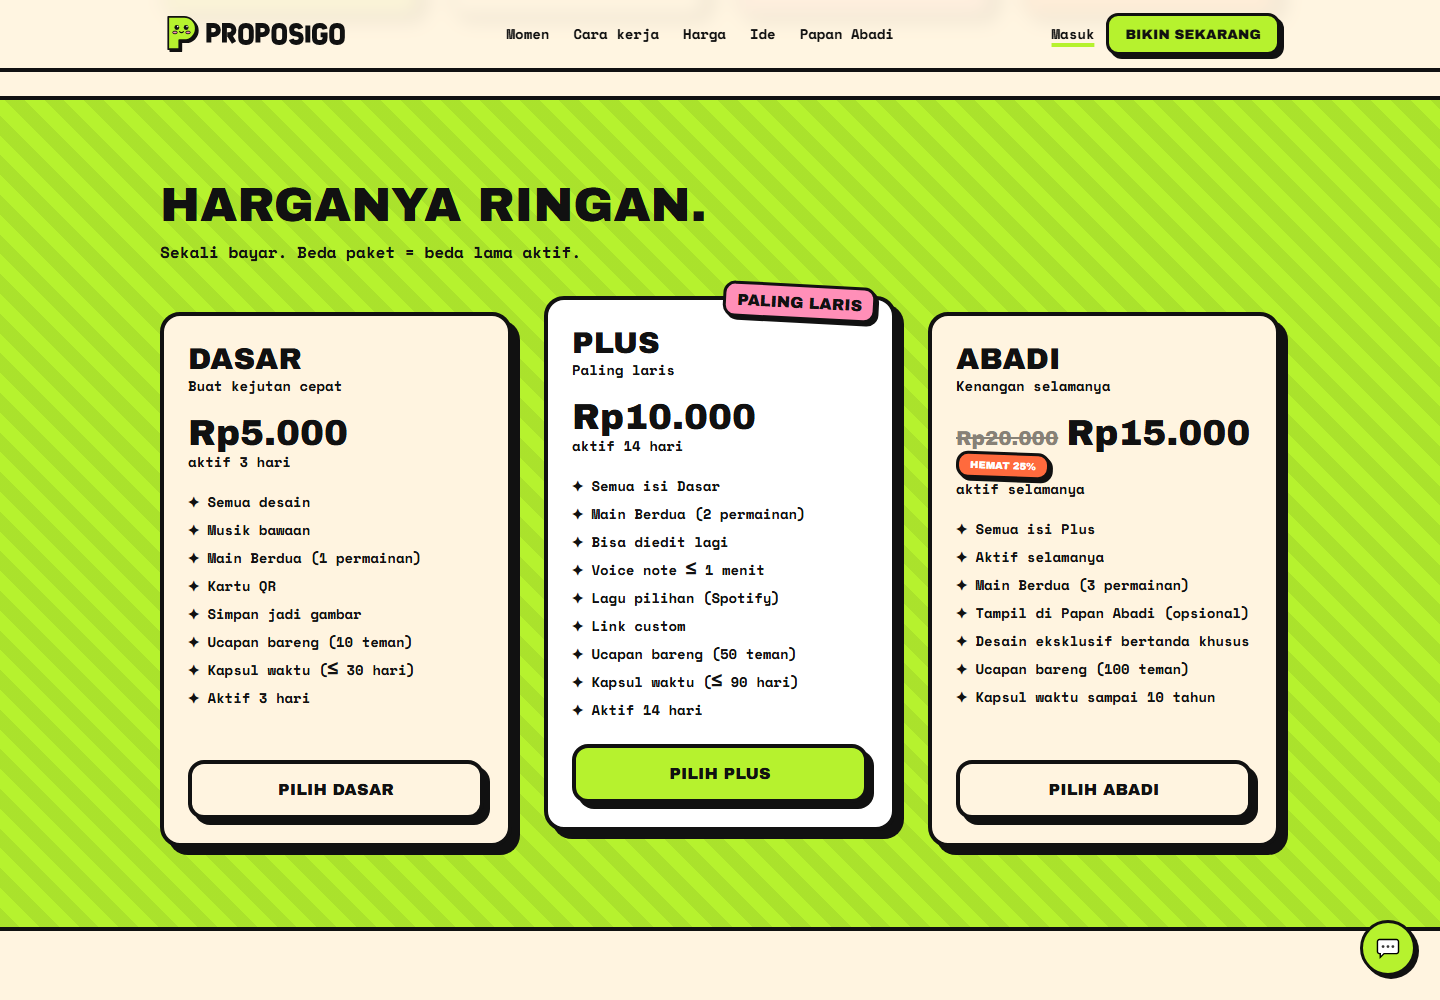 PROPOSIGO
Momen
Cara kerja
Harga
Ide
Papan Abadi
Masuk
BIKIN SEKARANG
HARGANYA RINGAN.
Sekali bayar. Beda paket = beda lama aktif.
DASAR
Buat kejutan cepat
Rp5.000
aktif 3 hari
✦ Semua desain
✦ Musik bawaan
✦ Main Berdua (1 permainan)
✦ Kartu QR
✦ Simpan jadi gambar
✦ Ucapan bareng (10 teman)
✦ Kapsul waktu (≤ 30 hari)
✦ Aktif 3 hari
PILIH DASAR
PALING LARIS
PLUS
Paling laris
Rp10.000
aktif 14 hari
✦ Semua isi Dasar
✦ Main Berdua (2 permainan)
✦ Bisa diedit lagi
✦ Voice note ≤ 1 menit
✦ Lagu pilihan (Spotify)
✦ Link custom
✦ Ucapan bareng (50 teman)
✦ Kapsul waktu (≤ 90 hari)
✦ Aktif 14 hari
PILIH PLUS
ABADI
Kenangan selamanya
Rp20.000 Rp15.000
HEMAT 25%
aktif selamanya
✦ Semua isi Plus
✦ Aktif selamanya
✦ Main Berdua (3 permainan)
✦ Tampil di Papan Abadi (opsional)
✦ Desain eksklusif bertanda khusus
✦ Ucapan bareng (100 teman)
✦ Kapsul waktu sampai 10 tahun
PILIH ABADI